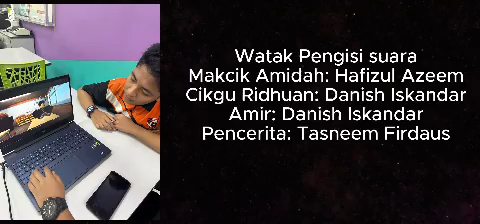 Watak Pengisi suara
Makcik Amidah: Hafizul Azeem
Cikgu Ridhuan: Danish Iskandar
Amir: Danish Iskandar
Pencerita: Tasneem Firdaus